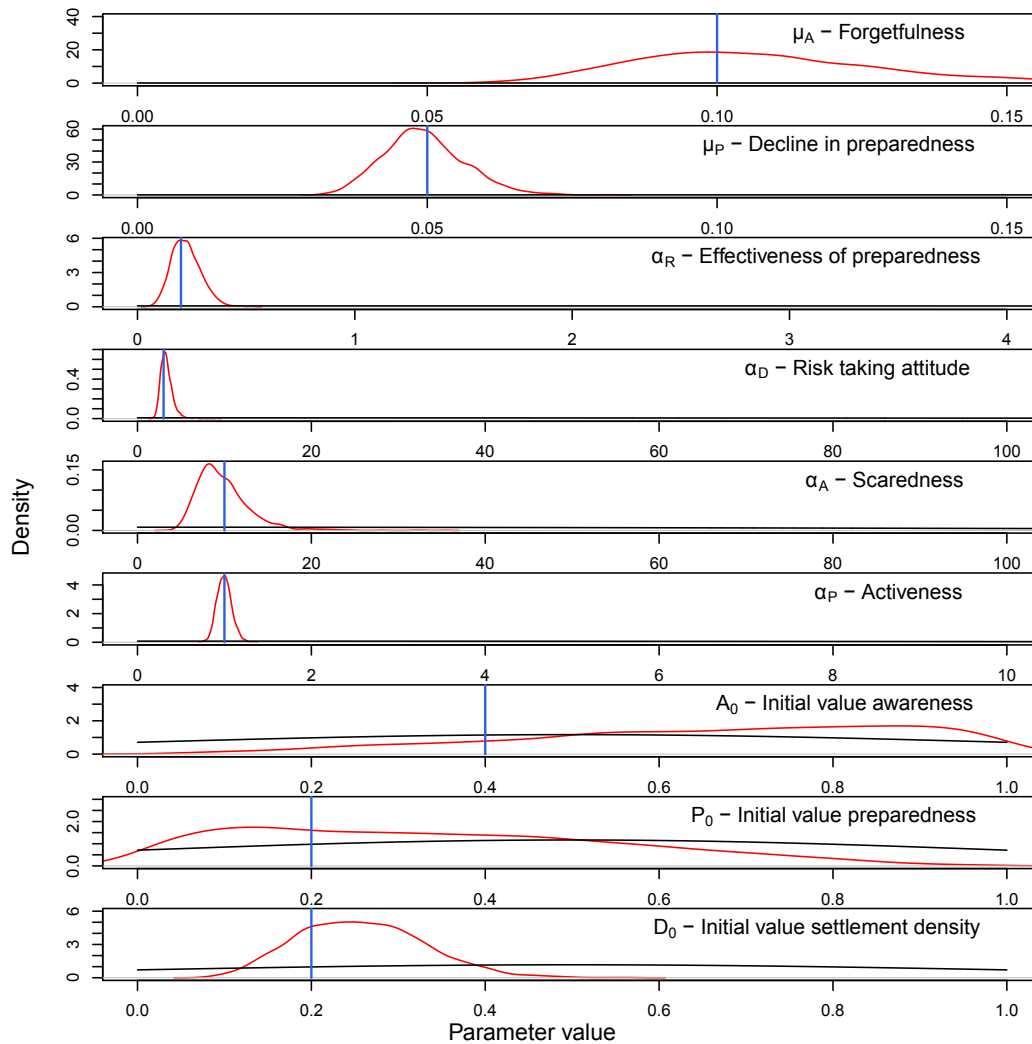 0 20 40
μA − Forgetfulness
0.00 0.05 0.10 0.15
0 30 60
μP − Decline in preparedness
0.00 0.05 0.10 0.15
0 3 6
αR − Effectiveness of preparedness
0 1 2 3 4
0.0 0.4
αD − Risk taking attitude
0 20 40 60 80 100
0.00 0.15
αA − Scaredness
0 20 40 60 80 100
0 2 4
αP − Activeness
0 2 4 6 8 10
0 2 4
A0 − Initial value awareness
0.0 0.2 0.4 0.6 0.8 1.0
0.0 2.0
P0 − Initial value preparedness
0.0 0.2 0.4 0.6 0.8 1.0
0 3 6
D0 − Initial value settlement density
0.0 0.2 0.4 0.6 0.8 1.0
Density
Parameter value